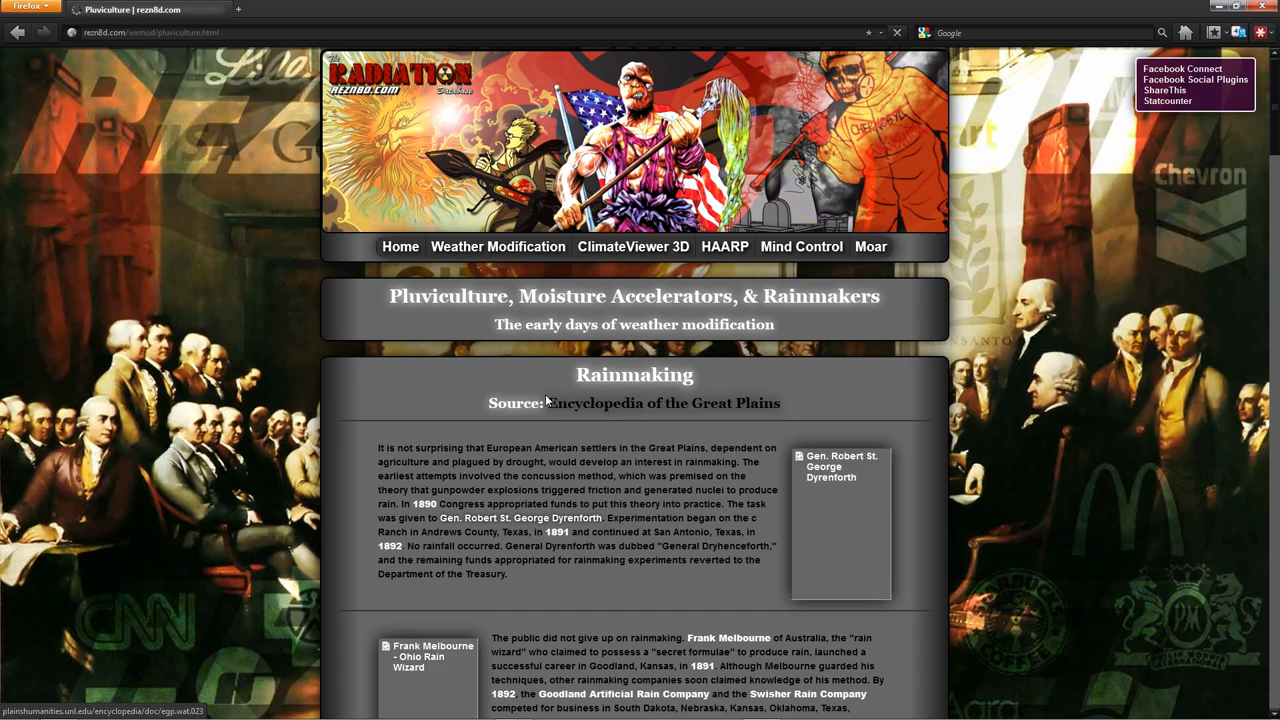 Firefox
Pluviculture | rezn8d.com
rezn8d.com/wxmod/pluviculture.html
Google
Facebook Connect
Facebook Social Plugins
ShareThis
Statcounter
The
RADIATION
REZN8D.COM
Database
CHERNOBYL
VISA
Chevron
CNN
Home Weather Modification ClimateViewer 3D HAARP Mind Control Moar
Pluviculture, Moisture Accelerators, & Rainmakers
The early days of weather modification
Rainmaking
Source: Encyclopedia of the Great Plains
It is not surprising that European American settlers in the Great Plains, dependent on
agriculture and plagued by drought, would develop an interest in rainmaking. The
earliest attempts involved the concussion method, which was premised on the
theory that gunpowder explosions triggered friction and generated nuclei to produce
rain. In 1890 Congress appropriated funds to put this theory into practice. The task
was given to Gen. Robert St. George Dyrenforth. Experimentation began on the c
Ranch in Andrews County, Texas, in 1891 and continued at San Antonio, Texas, in
1892. No rainfall occurred. General Dyrenforth was dubbed "General Dryhenceforth,"
and the remaining funds appropriated for rainmaking experiments reverted to the
Department of the Treasury.
Gen. Robert St.
George
Dyrenforth
Frank Melbourne
- Ohio Rain
Wizard
The public did not give up on rainmaking. Frank Melbourne of Australia, the "rain
wizard" who claimed to possess a "secret formulae" to produce rain, launched a
successful career in Goodland, Kansas, in 1891. Although Melbourne guarded his
techniques, other rainmaking companies soon claimed knowledge of his method. By
1892, the Goodland Artificial Rain Company and the Swisher Rain Company
competed for business in South Dakota, Nebraska, Kansas, Oklahoma, Texas,
plainshumanities.unl.edu/encyclopedia/doc/egp.wat.023